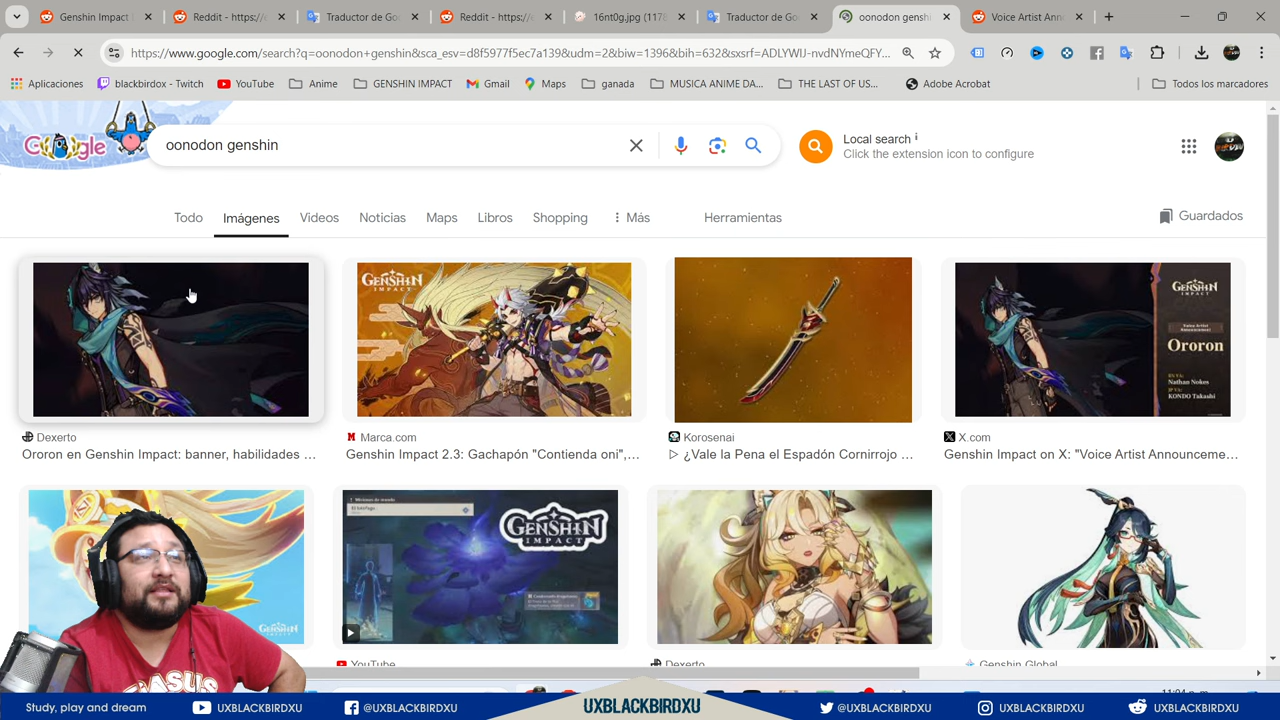 Genshin Impact
Reddit - https://
Traductor de Go
Reddit - https://
16nt0g.jpg (1178
Traductor de Go
oonodon gensh
Voice Artist Ann
https://www.google.com/search?q=oonodon+genshin&sca_esv=d8f5977f5ec7a139&udm=2&biw=1396&bih=632&sxsrf=ADLYWIJ-nvdNYmeQFY...
Aplicaciones
blackbirdox - Twitch
YouTube
Anime
GENSHIN IMPACT
Gmail
Maps
ganada
MUSICA ANIME DA...
THE LAST OF US...
Adobe Acrobat
Todos los marcadores
Google
oonodon genshin
Local search
Click the extension icon to configure
Todo
Imágenes
Videos
Noticias
Maps
Libros
Shopping
Más
Herramientas
Guardados
GENSHIN
IMPACT
GENSHIN
IMPACT
Voice Artist
Announcement
Ororon
Nathan Nokes
KONDO Takashi
Dexerto
Ororon en Genshin Impact: banner, habilidades ...
Marca.com
Genshin Impact 2.3: Gachapón "Contienda oni",...
Korosenai
▷ ¿Vale la Pena el Espadón Cornirrojo ...
X.com
Genshin Impact on X: "Voice Artist Announceme...
GENSHIN
IMPACT
YouTube
Dexerto
Genshin Global
PEGASUS
Study, play and dream
UXBLACKBIRDXU
@UXBLACKBIRDXU
UXBLACKBIRDXU
@UXBLACKBIRDXU
UXBLACKBIRDXU
UXBLACKBIRDXU